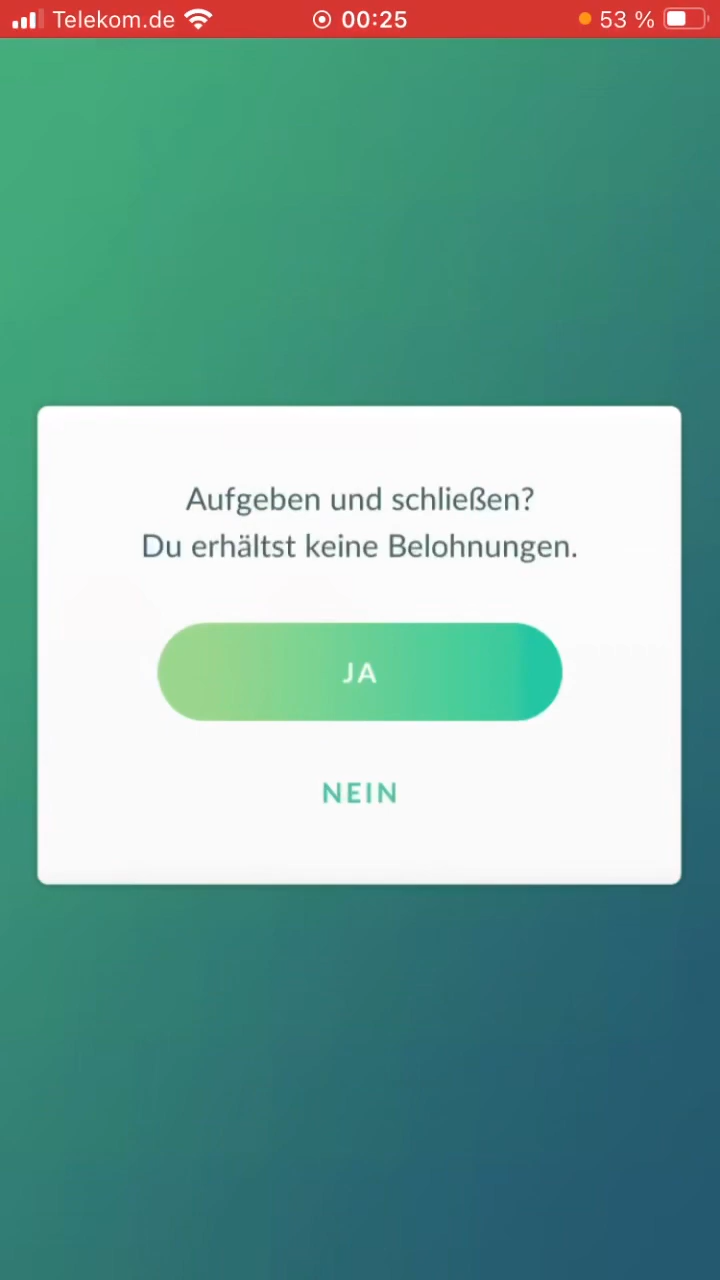 Telekom.de 00:25 53 %
Aufgeben und schließen?
Du erhältst keine Belohnungen.
JA
NEIN